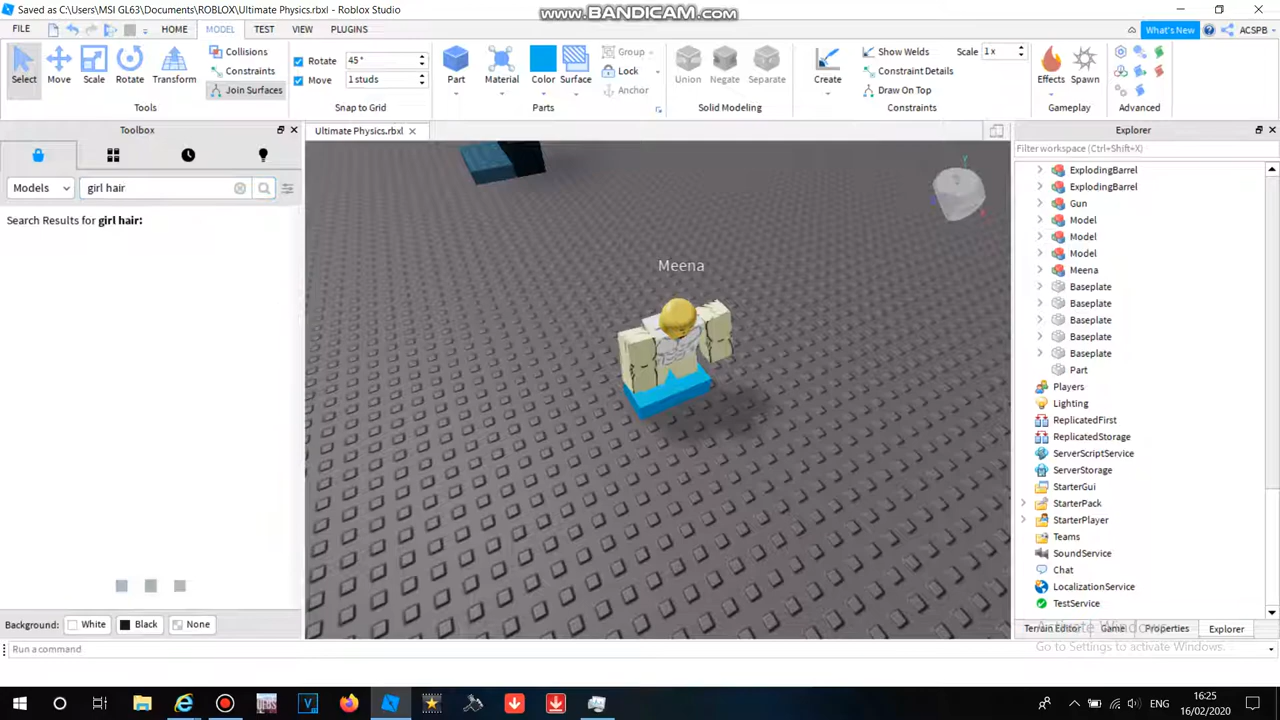 Saved as C:\Users\MSI GL63\Documents\ROBLOX\Ultimate Physics.rbxl - Roblox Studio
www.BANDICAM.com
FILE HOME MODEL TEST VIEW PLUGINS
What's New ACSPB
Select Move Scale Rotate Transform
Collisions
Constraints
Join Surfaces
Tools
Rotate 45°
Move 1 studs
Snap to Grid
Part Material Color Surface
Group
Lock
Anchor
Parts
Union Negate Separate
Solid Modeling
Create
Show Welds Scale 1 x
Constraint Details
Draw On Top
Constraints
Effects Spawn
Gameplay
Advanced
Toolbox
Models girl hair
Search Results for girl hair:
Background: White Black None
Ultimate Physics.rbxl
Meena
Explorer
Filter workspace (Ctrl+Shift+X)
ExplodingBarrel
ExplodingBarrel
Gun
Model
Model
Model
Meena
Baseplate
Baseplate
Baseplate
Baseplate
Baseplate
Part
Players
Lighting
ReplicatedFirst
ReplicatedStorage
ServerScriptService
ServerStorage
StarterGui
StarterPack
StarterPlayer
Teams
SoundService
Chat
LocalizationService
TestService
Activate Windows
Go to Settings to activate Windows.
Terrain Editor Game Properties Explorer
Run a command
ENG
16:25
16/02/2020